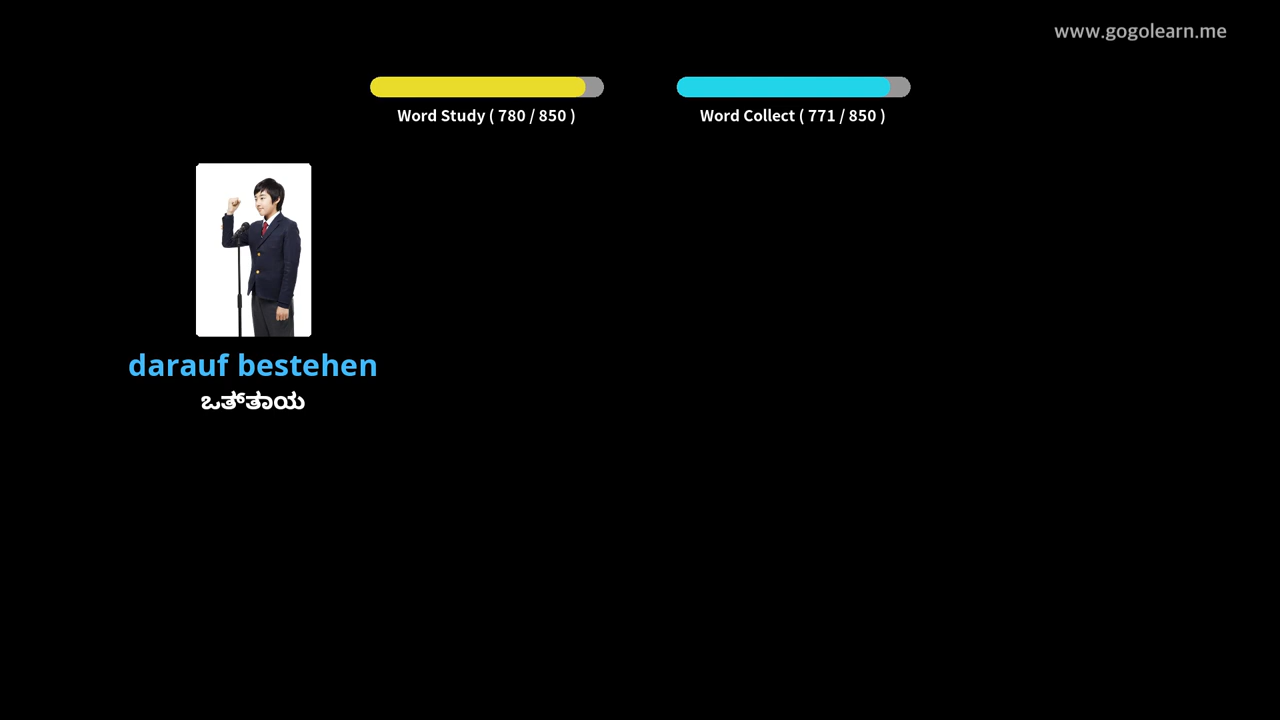 www.gogolearn.me
Word Study ( 780 / 850 )
Word Collect ( 771 / 850 )
darauf bestehen
ಒತ್ತಾಯ